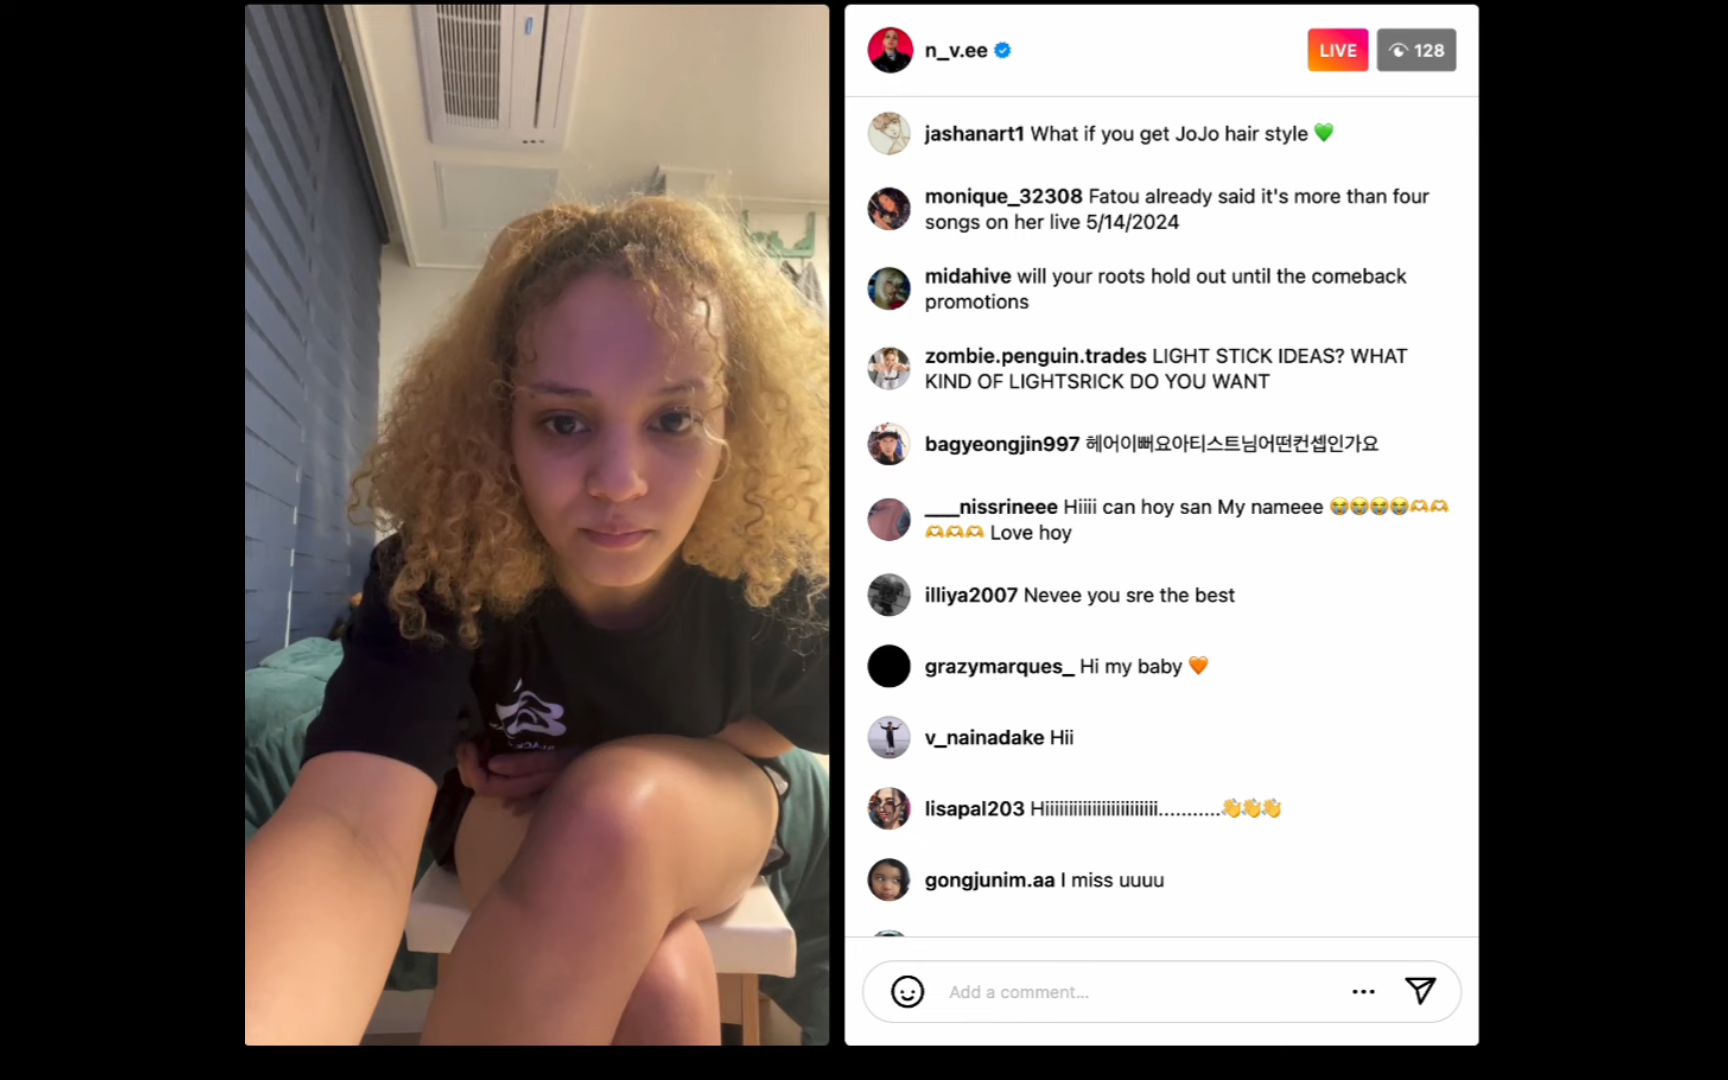 n_v.ee
LIVE
128
jashanart1 What if you get JoJo hair style 💚
monique_32308 Fatou already said it's more than four
songs on her live 5/14/2024
midahive will your roots hold out until the comeback
promotions
zombie.penguin.trades LIGHT STICK IDEAS? WHAT
KIND OF LIGHTSRICK DO YOU WANT
bagyeongjin997 헤어이뻐요아티스트님어떤컨셉인가요
___nissrineee Hiiii can hoy san My nameee 😭😭😭😭🫶🫶
🫶🫶🫶 Love hoy
illiya2007 Nevee you sre the best
grazymarques_ Hi my baby 🧡
v_nainadake Hii
lisapal203 Hiiiiiiiiiiiiiiiiiiiiiiii...........👏👏👏
gongjunim.aa I miss uuuu
Add a comment...